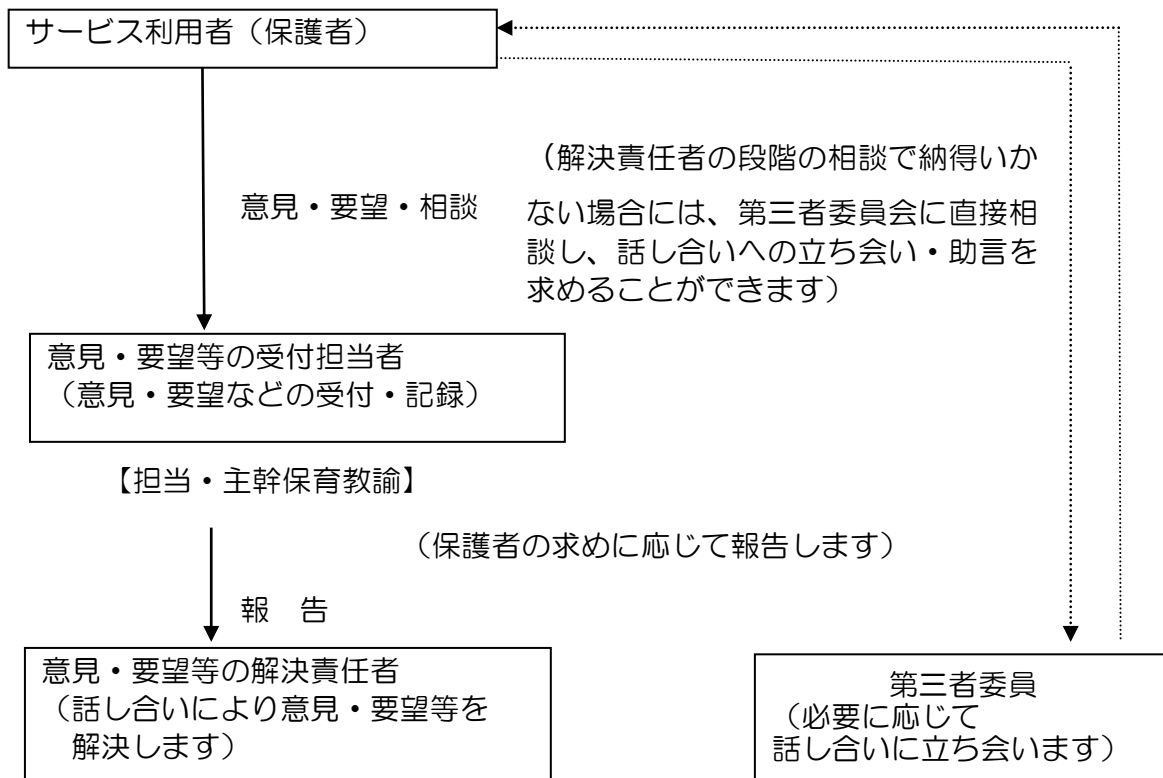 サービス利用者（保護者）
意見・要望・相談
（解決責任者の段階の相談で納得いか
ない場合には、第三者委員会に直接相
談し、話し合いへの立ち会い・助言を
求めることができます）
意見・要望等の受付担当者
（意見・要望などの受付・記録）
【担当・主幹保育教諭】
（保護者の求めに応じて報告します）
報　告
意見・要望等の解決責任者
（話し合いにより意見・要望等を
解決します）
第三者委員
（必要に応じて
話し合いに立ち会います）